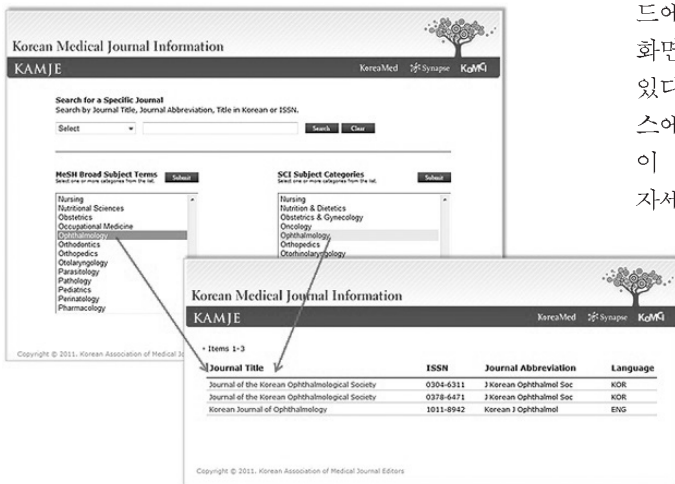 Korean Medical Journal Information
KAMJE
KoreaMed Synapse KoMCI
Search for a Specific Journal
Search by Journal Title, Journal Abbreviation, Title in Korean or ISSN.
Select Search Clear
MeSH Broad Subject Terms Submit
Select one or more categories from the list.
Nursing
Nutritional Sciences
Obstetrics
Occupational Medicine
Ophthalmology
Orthodontics
Orthopedics
Otolaryngology
Parasitology
Pathology
Pediatrics
Perinatology
Pharmacology
SCI Subject Categories Submit
Select one or more categories from the list.
Nursing
Nutrition & Dietetics
Obstetrics & Gynecology
Oncology
Ophthalmology
Orthopedics
Otorhinolaryngology
Copyright © 2011. Korean Association of Medical Jo
Korean Medical Journal Information
KAMJE
KoreaMed Synapse KoMCI
Items 1-3
Journal Title ISSN Journal Abbreviation Language
Journal of the Korean Ophthalmological Society 0304-6311 J Korean Ophthalmol Soc KOR
Journal of the Korean Ophthalmological Society 0378-6471 J Korean Ophthalmol Soc KOR
Korean Journal of Ophthalmology 1011-8942 Korean J Ophthalmol ENG
Copyright © 2011. Korean Association of Medical Journal Editors
드에
화면
있다
스에
이
자세